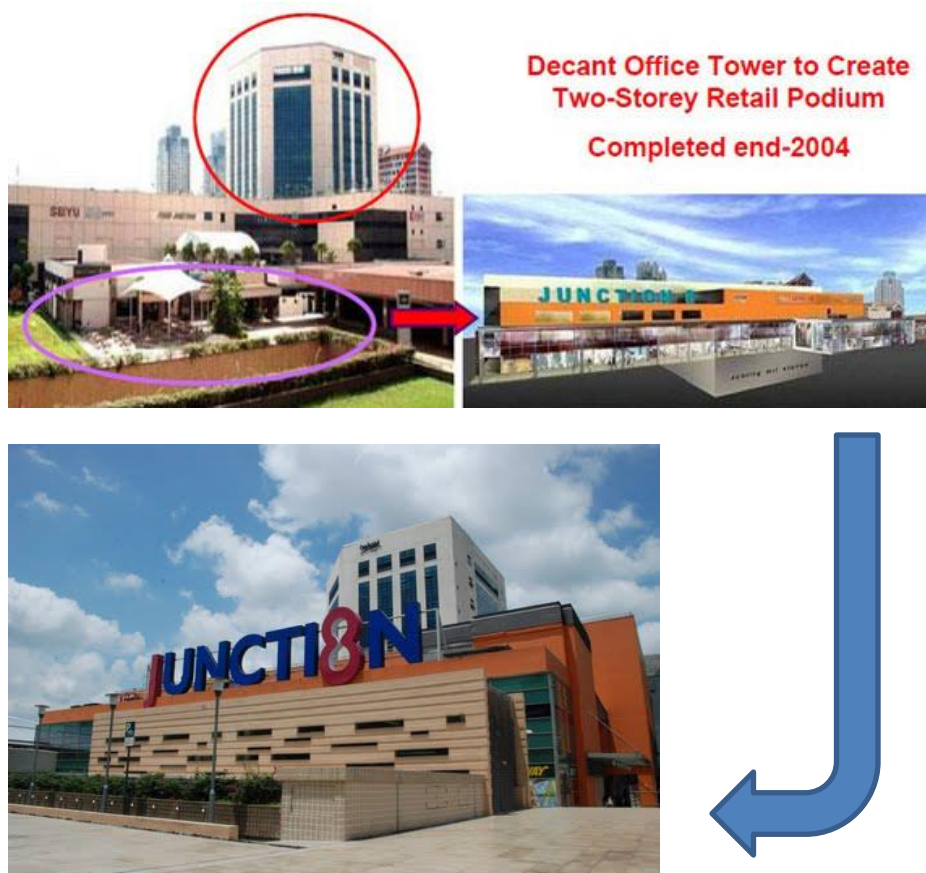 Decant Office Tower to Create
Two-Storey Retail Podium
Completed end-2004
SEIYU
JUNCTION 8
JUNCTI8N